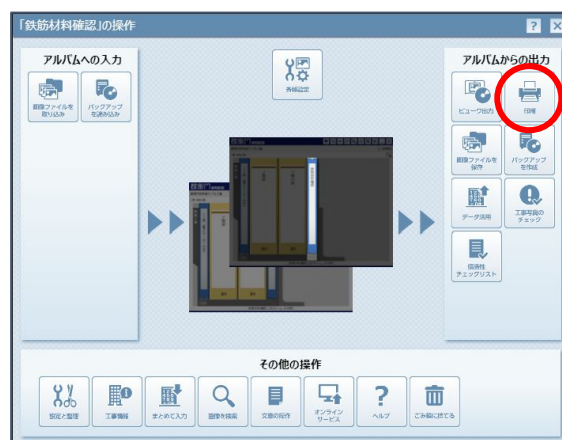 「鉄筋材料確認」の操作
?
アルバムへの入力
画像ファイルを
取り込み
バックアップ
を読み込み
各種設定
アルバムからの出力
ビューワ出力
印刷
画像ファイルを
保存
バックアップ
を作成
データ活用
工事写真の
チェック
信憑性
チェックリスト
その他の操作
設定と整理
工事情報
まとめて入力
画像を検索
文章の操作
オンライン
サービス
ヘルプ
ごみ箱に捨てる